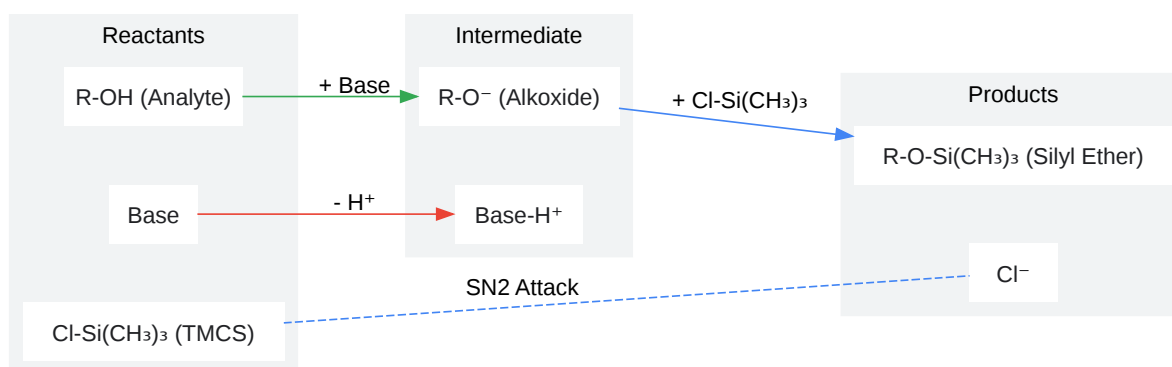 Reactants
Intermediate
R-OH (Analyte)
+ Base
R-O⁻ (Alkoxide)
+ Cl-Si(CH₃)₃
Products
R-O-Si(CH₃)₃ (Silyl Ether)
Base
- H⁺
Base-H⁺
Cl⁻
SN2 Attack
Cl-Si(CH₃)₃ (TMCS)